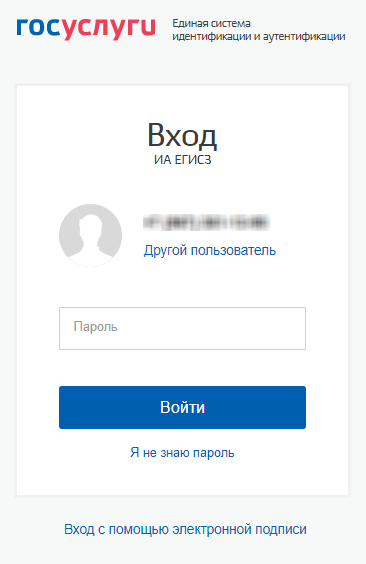 госуслуги
Единая система
идентификации и аутентификации
Вход
ИА ЕГИСЗ
Другой пользователь
Пароль
Войти
Я не знаю пароль
Вход с помощью электронной подписи